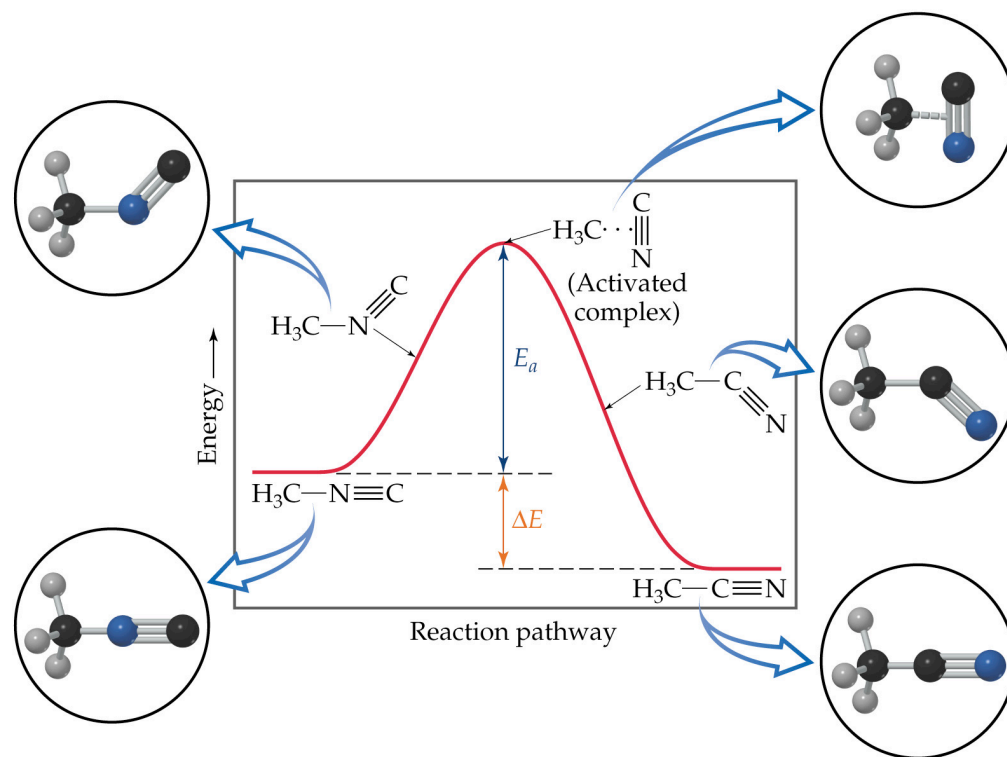 H₃C···C≡N
(Activated
complex)
H₃C—N≡C
Eₐ
H₃C—C≡N
Energy
H₃C—N≡C
ΔE
H₃C—C≡N
Reaction pathway